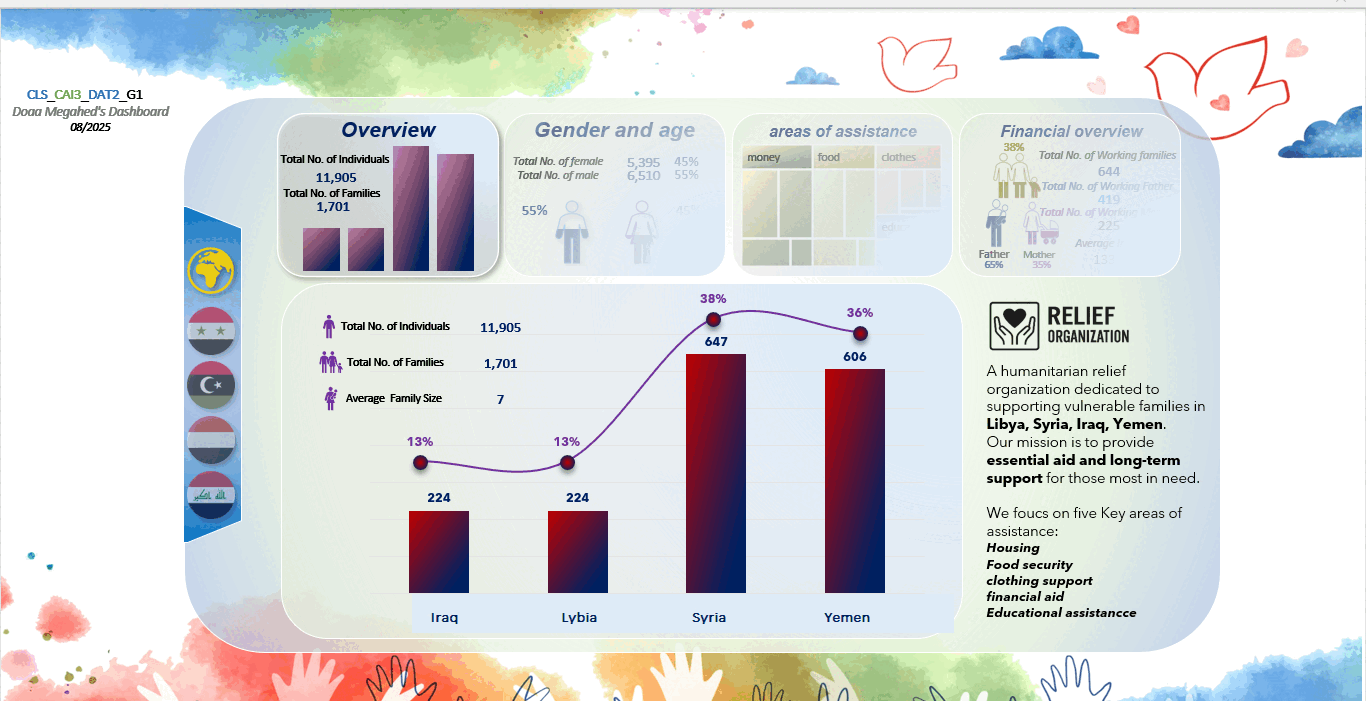 CLS_CAI3_DAT2_G1
Doaa Megahed's Dashboard
08/2025
Overview
Total No. of Individuals
11,905
Total No. of Families
1,701
Gender and age
Total No. of female 5,395 45%
Total No. of male 6,510 55%
55%
45%
areas of assistance
money food clothes
Financial overview
38%
Total No. of Working families
644
Total No. of Working Father
419
Total No. of Working
225
Average
13
Father
65%
Mother
35%
Total No. of Individuals 11,905
Total No. of Families 1,701
Average Family Size 7
13% 13% 38% 36%
224 224 647 606
Iraq Lybia Syria Yemen
RELIEF
ORGANIZATION
A humanitarian relief
organization dedicated to
supporting vulnerable families in
Libya, Syria, Iraq, Yemen.
Our mission is to provide
essential aid and long-term
support for those most in need.
We foucs on five Key areas of
assistance:
Housing
Food security
clothing support
financial aid
Educational assistancce